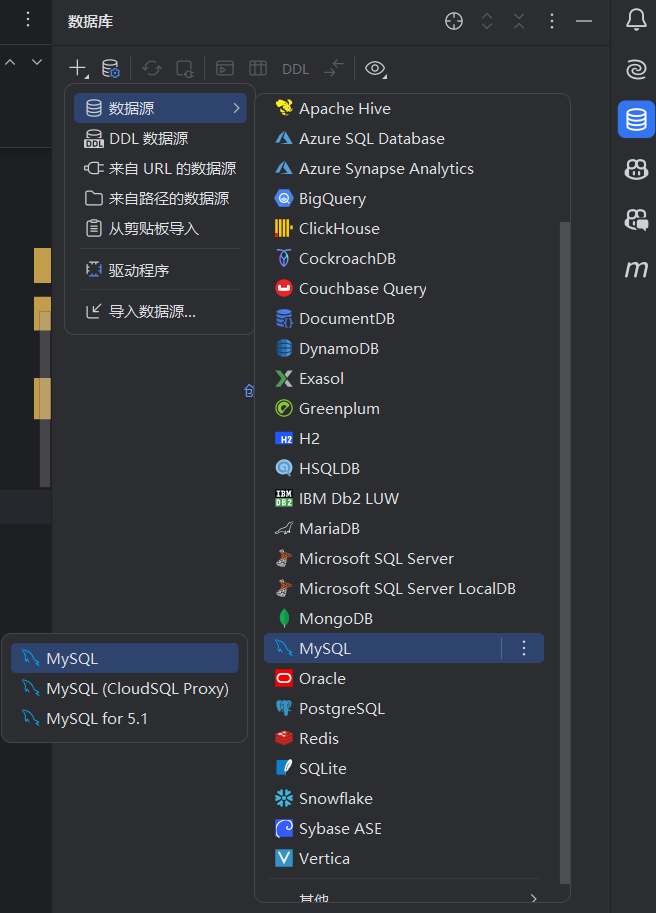 数据库
DDL
数据源
DDL 数据源
来自 URL 的数据源
来自路径的数据源
从剪贴板导入
驱动程序
导入数据源...
创
Apache Hive
Azure SQL Database
Azure Synapse Analytics
BigQuery
ClickHouse
CockroachDB
Couchbase Query
DocumentDB
DynamoDB
Exasol
Greenplum
H2
HSQLDB
IBM Db2 LUW
MariaDB
Microsoft SQL Server
Microsoft SQL Server LocalDB
MongoDB
MySQL
Oracle
PostgreSQL
Redis
SQLite
Snowflake
Sybase ASE
Vertica
其他
MySQL
MySQL (CloudSQL Proxy)
MySQL for 5.1